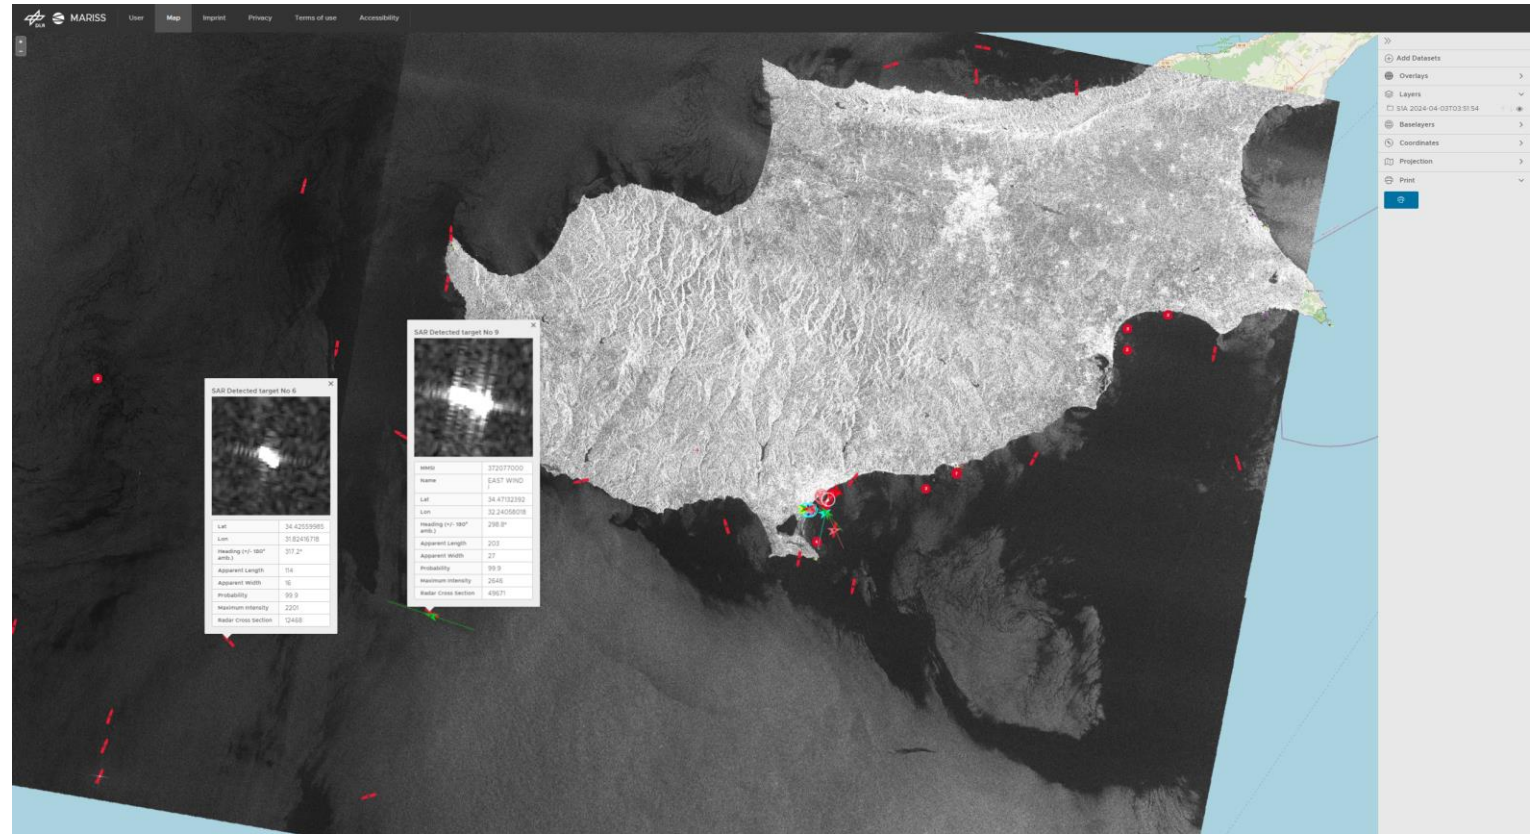 DLR MARISS User Map Imprint Privacy Terms of use Accessibility
+
-
Add Datasets
Overlays
Layers
S1A 2024-04-03T03:51:54
Baselayers
Coordinates
Projection
Print
SAR Detected target No 9
MMSI 372077000
Name EAST WIND I
Lat 34.47132392
Lon 32.24058018
Heading (+/- 180° amb.) 298.8°
Apparent Length 203
Apparent Width 27
Probability 99.9
Maximum Intensity 2648
Radar Cross Section 49671
SAR Detected target No 6
Lat 34.42559985
Lon 31.82416718
Heading (+/- 180° amb.) 317.2°
Apparent Length 114
Apparent Width 16
Probability 99.9
Maximum Intensity 2201
Radar Cross Section 12468